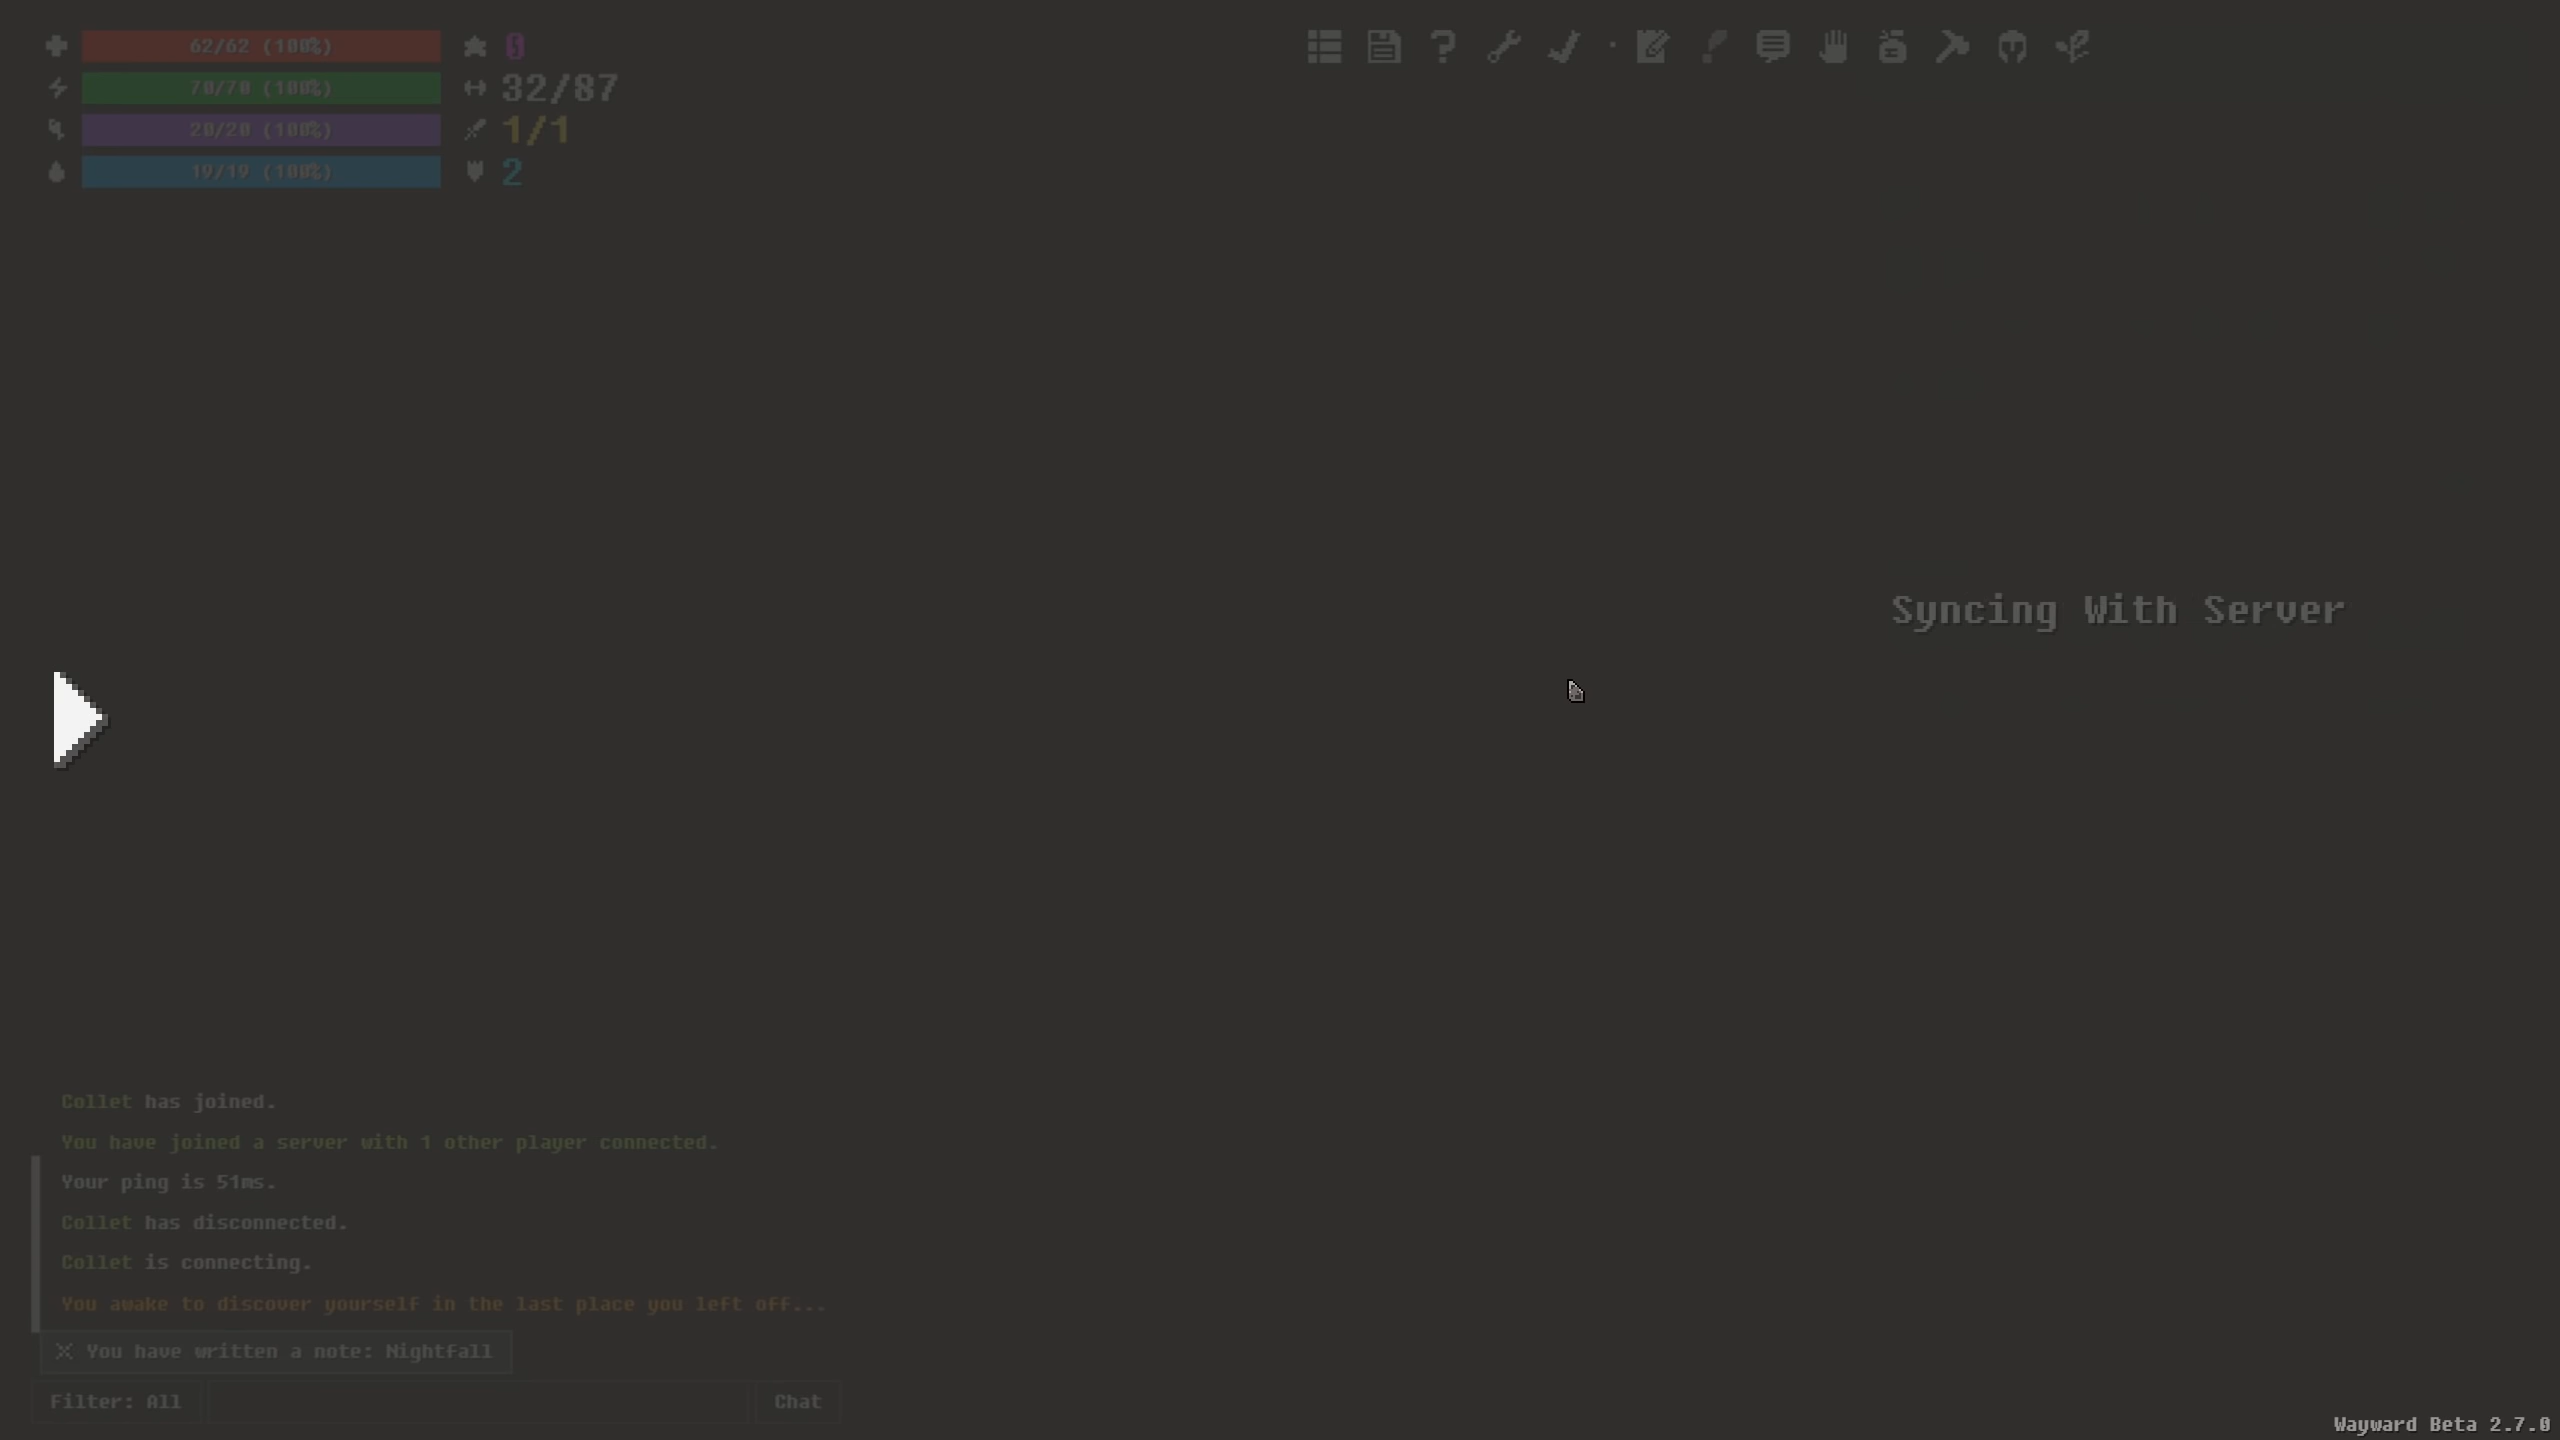 62/62 (100%)
0
70/70 (100%)
32/87
20/20 (100%)
1/1
19/19 (100%)
2
Syncing With Server
Collet has joined.
You have joined a server with 1 other player connected.
Your ping is 51ms.
Collet has disconnected.
Collet is connecting.
You awake to discover yourself in the last place you left off...
You have written a note: Nightfall
Filter: All
Chat
Wayward Beta 2.7.0